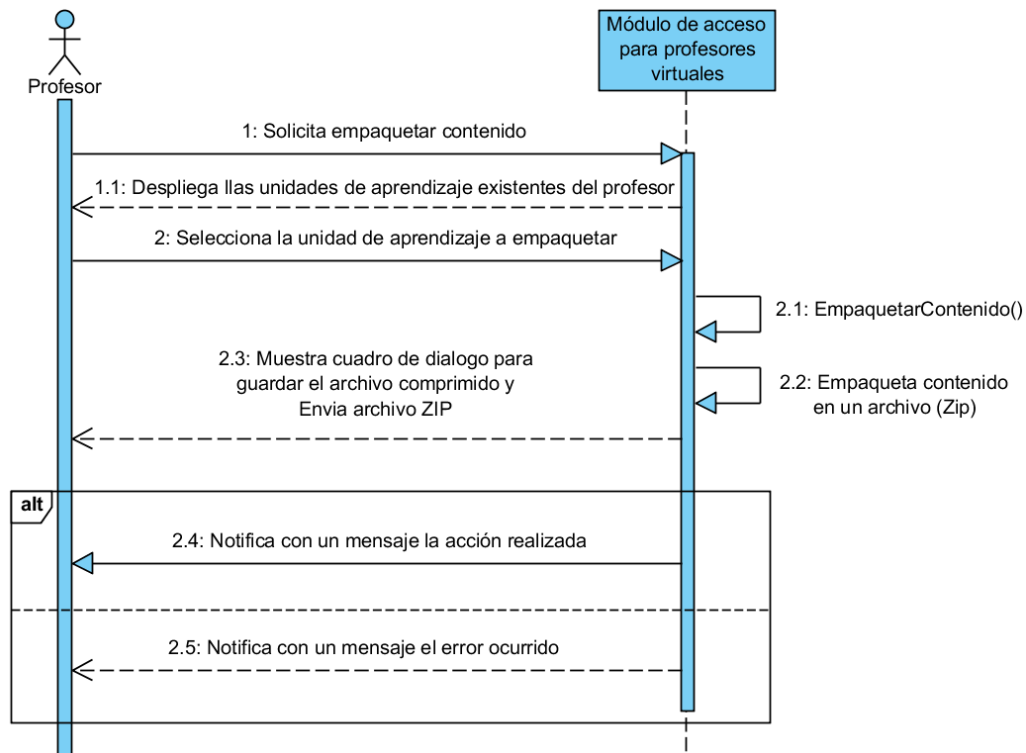 Profesor
Módulo de acceso
para profesores
virtuales
1: Solicita empaquetar contenido
1.1: Despliega llas unidades de aprendizaje existentes del profesor
2: Selecciona la unidad de aprendizaje a empaquetar
2.1: EmpaquetarContenido()
2.2: Empaqueta contenido
en un archivo (Zip)
2.3: Muestra cuadro de dialogo para
guardar el archivo comprimido y
Envia archivo ZIP
alt
2.4: Notifica con un mensaje la acción realizada
2.5: Notifica con un mensaje el error ocurrido